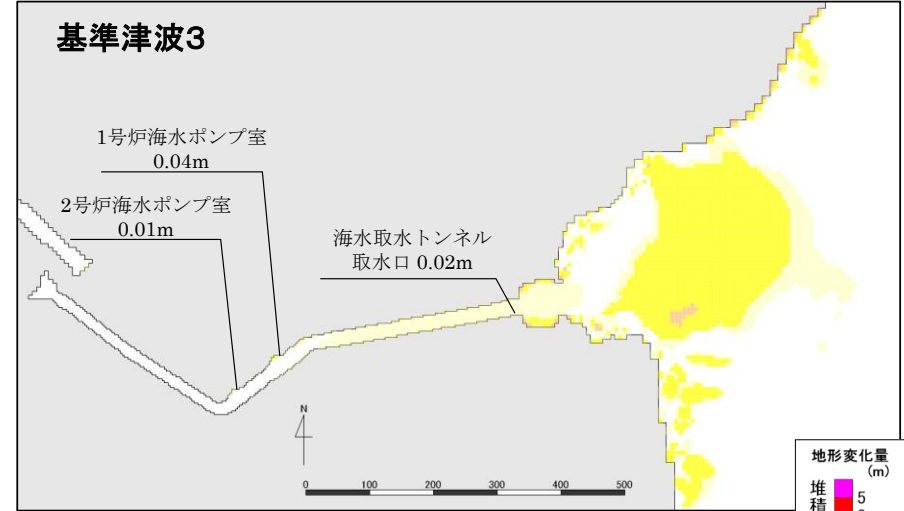 基準津波3
1号炉海水ポンプ室
0.04m
2号炉海水ポンプ室
0.01m
海水取水トンネル
取水口 0.02m
N
0 100 200 300 400 500
地形変化量
(m)
堆積
5